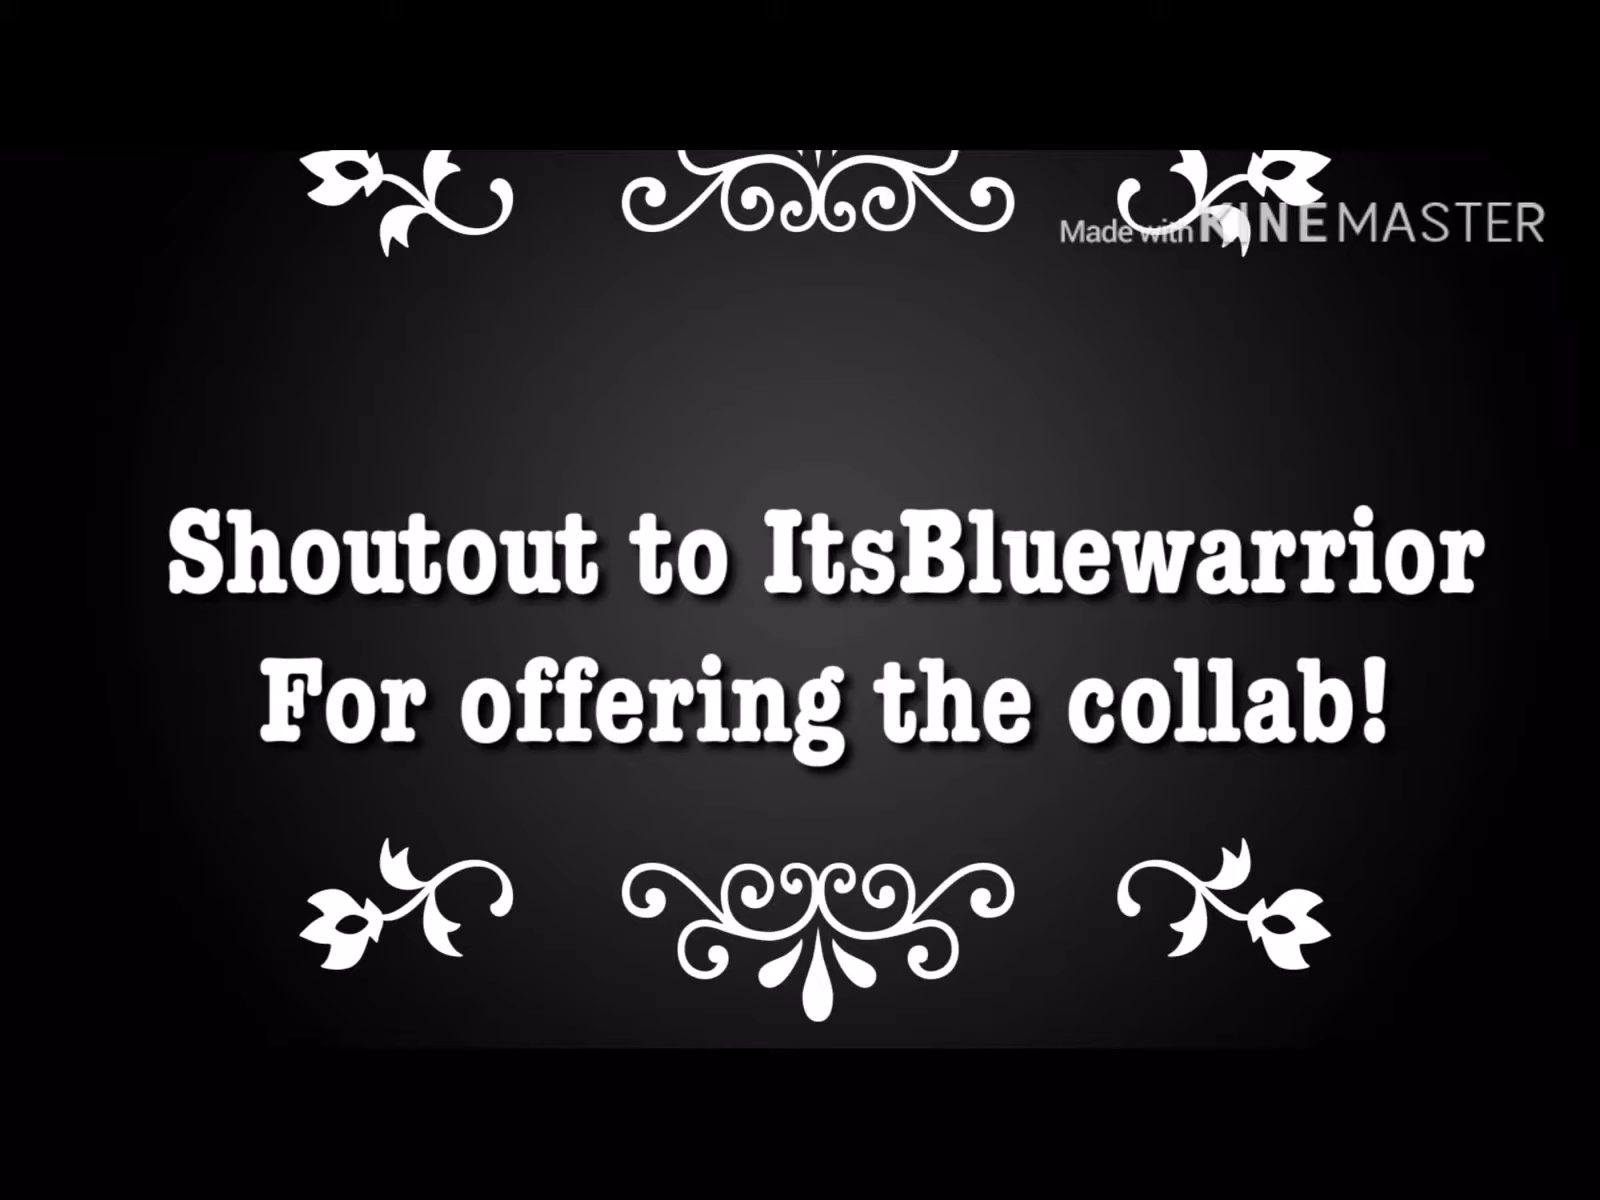 Made with KINEMASTER
Shoutout to ItsBluewarrior
For offering the collab!